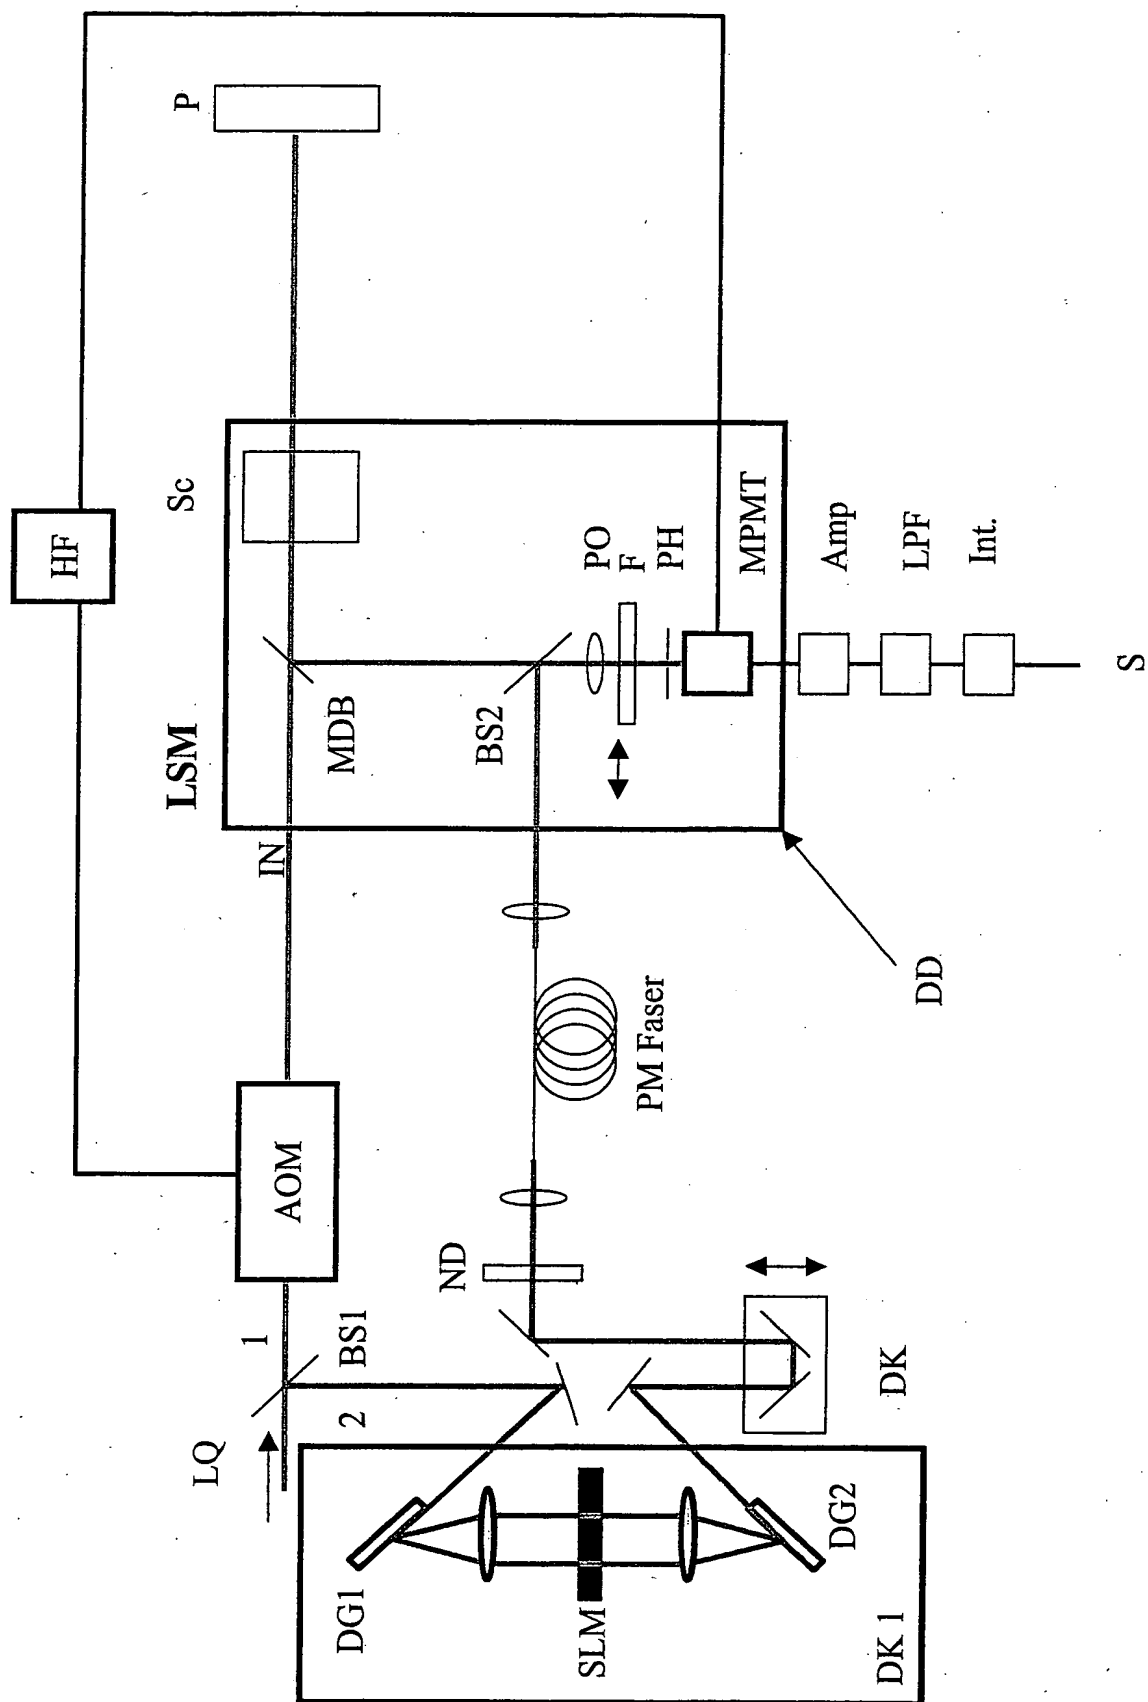 HF
P
Sc
LSM
IN
MDB
BS2
PO
F
PH
MPMT
Amp
LPF
Int.
S
DD
AOM
PM Faser
ND
1
BS1
2
LQ
DK
DG1
SLM
DG2
DK 1